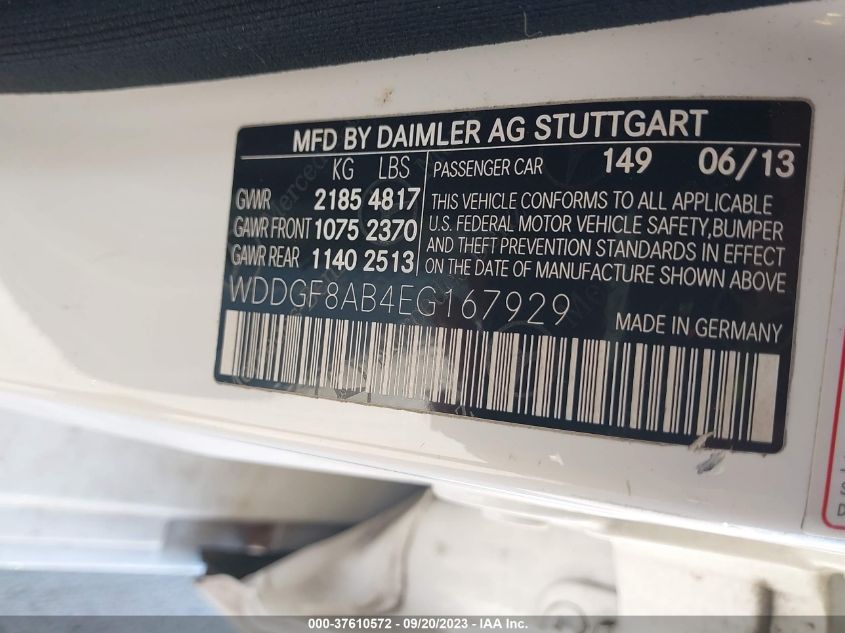 MFD BY DAIMLER AG STUTTGART
KG LBS
GVWR 2185 4817
GAWR FRONT 1075 2370
GAWR REAR 1140 2513
PASSENGER CAR 149 06/13
THIS VEHICLE CONFORMS TO ALL APPLICABLE
U.S. FEDERAL MOTOR VEHICLE SAFETY,BUMPER
AND THEFT PREVENTION STANDARDS IN EFFECT
ON THE DATE OF MANUFACTURE SHOWN ABOVE
WDDGF8AB4EG167929
MADE IN GERMANY
000-37610572 - 09/20/2023 - IAA Inc.